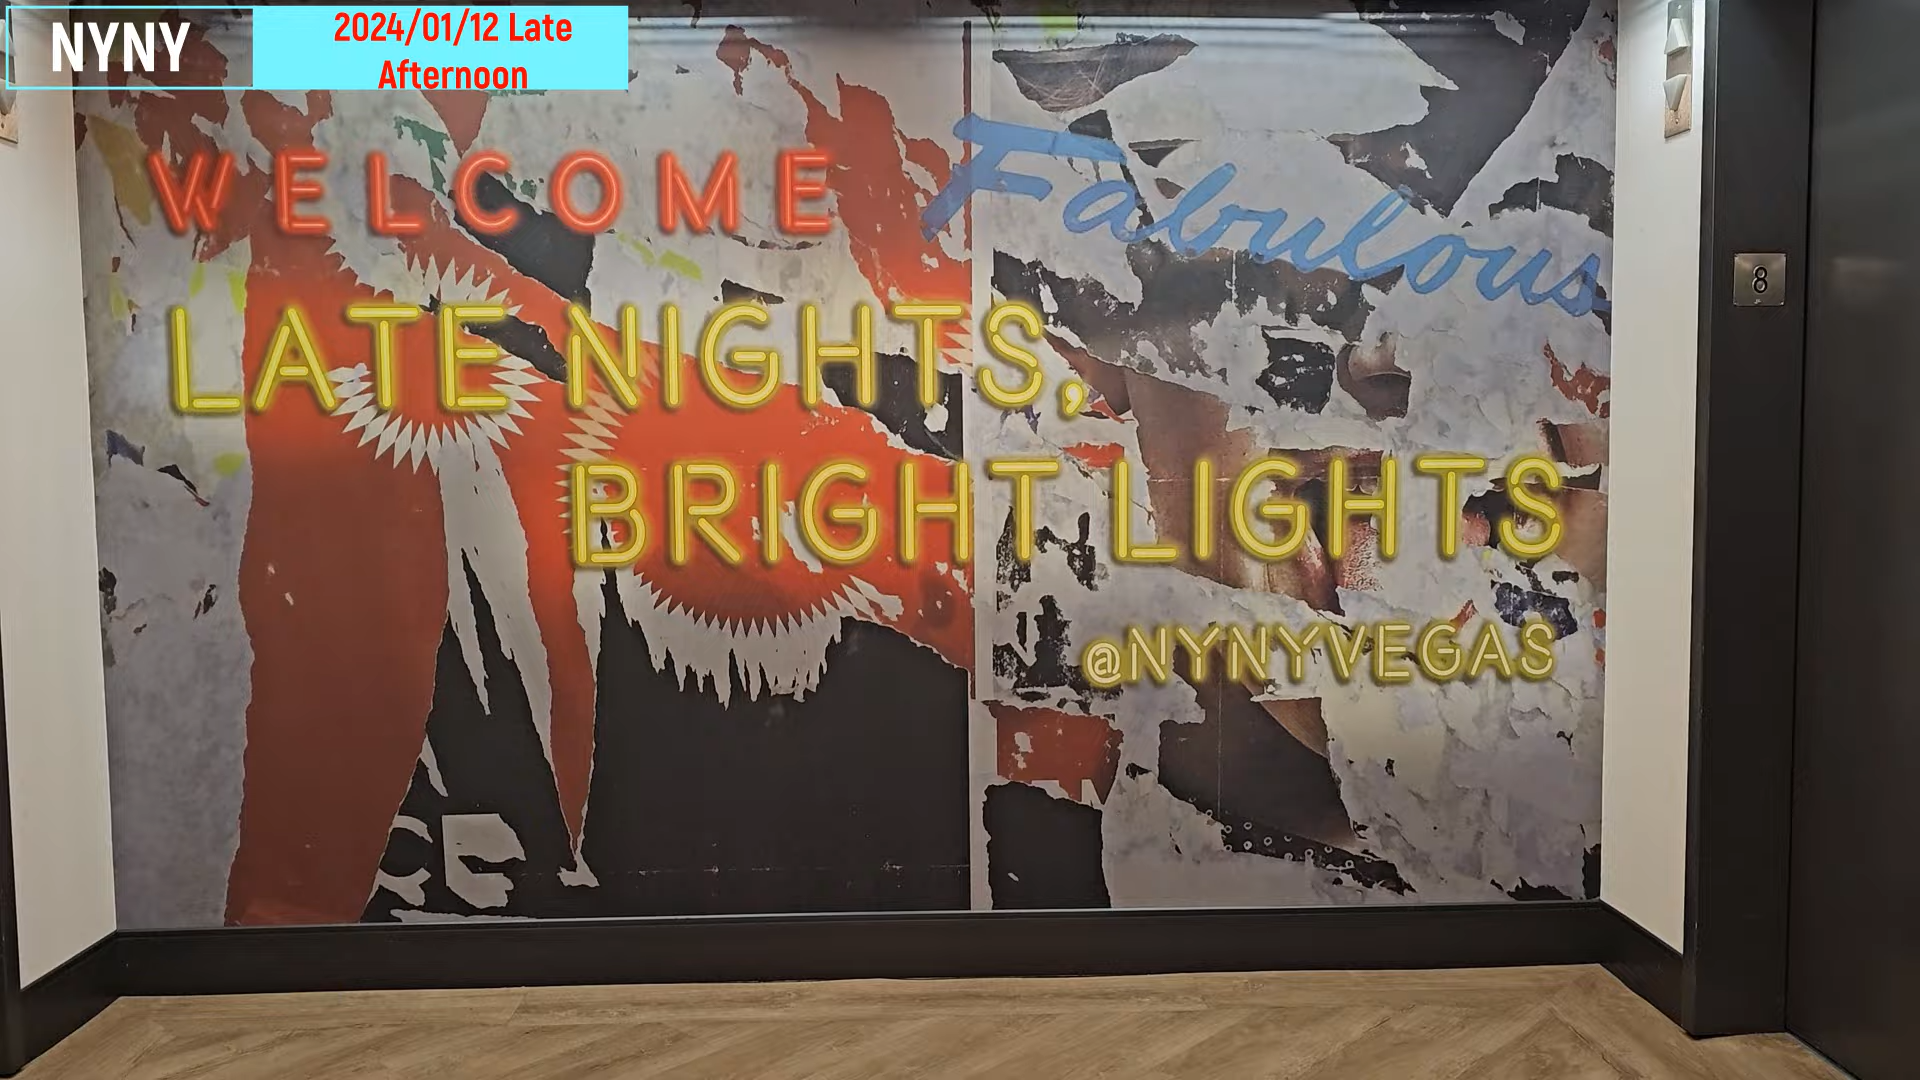 NYNY
2024/01/12 Late
Afternoon
WELCOME
Fabulous
LATE NIGHTS,
BRIGHT LIGHTS
@NYNYVEGAS
8